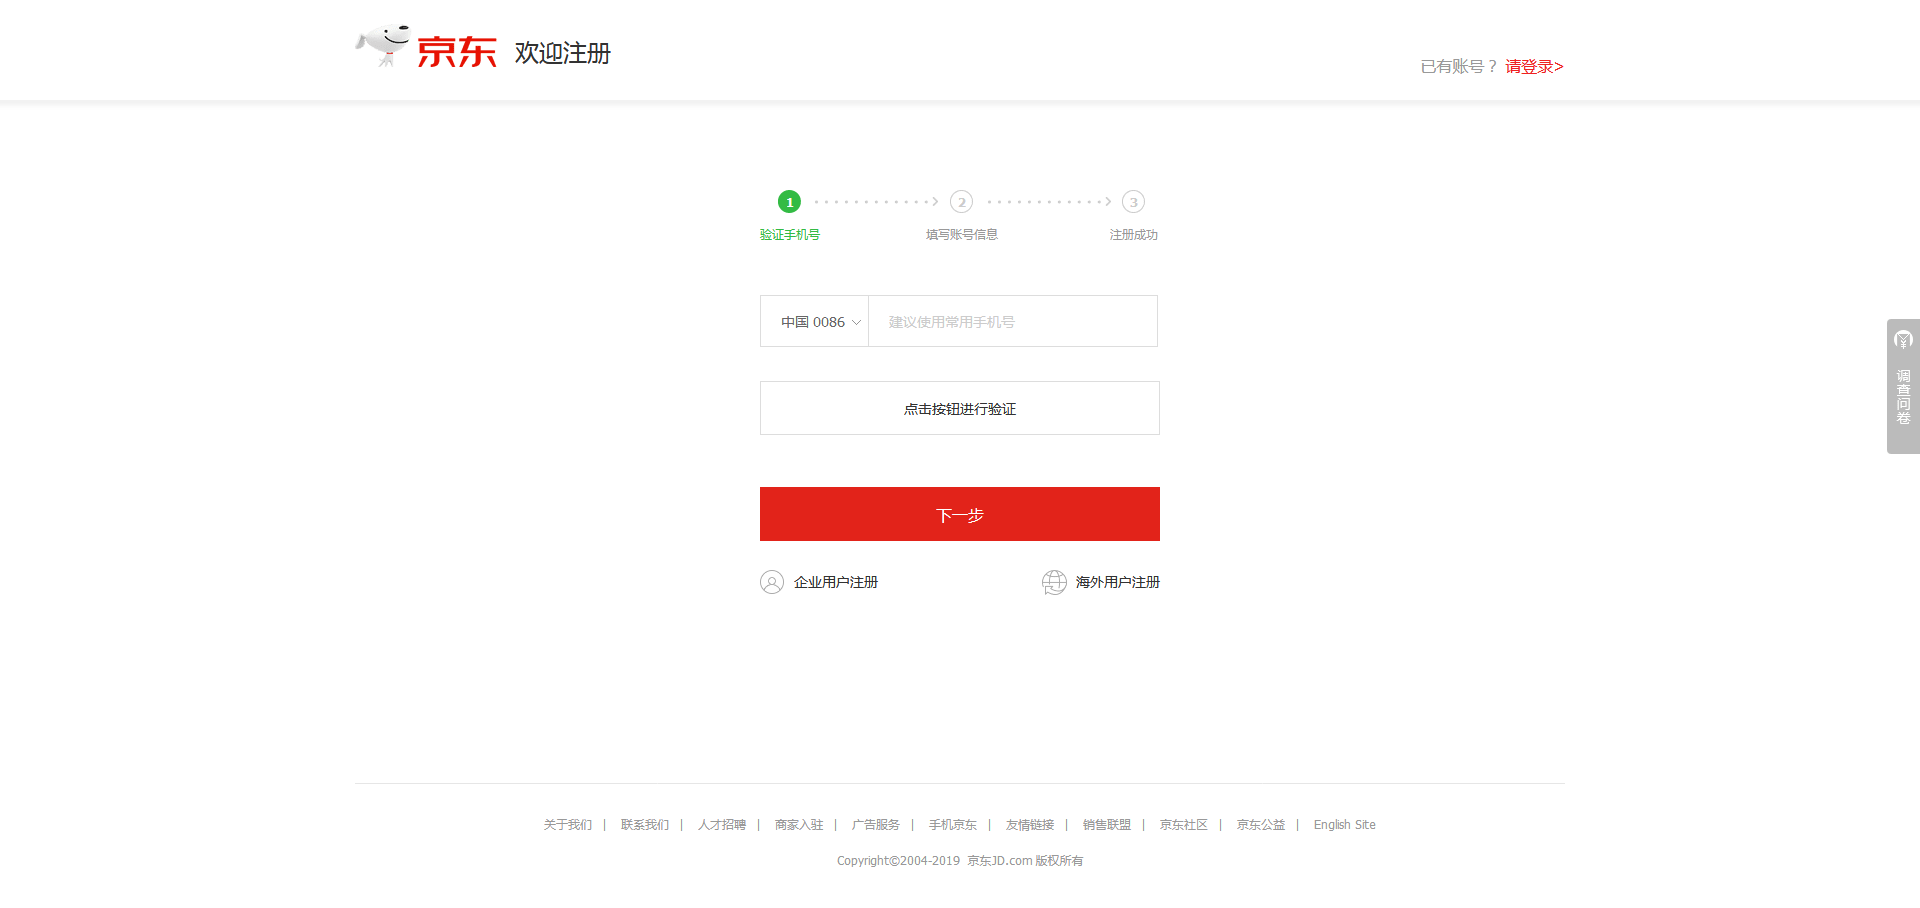 京东 欢迎注册
已有账号？ 请登录>
1 2 3
验证手机号 填写账号信息 注册成功
中国 0086 建议使用常用手机号
点击按钮进行验证
调查问卷
下一步
企业用户注册 海外用户注册
关于我们 | 联系我们 | 人才招聘 | 商家入驻 | 广告服务 | 手机京东 | 友情链接 | 销售联盟 | 京东社区 | 京东公益 | English Site
Copyright©2004-2019 京东JD.com 版权所有